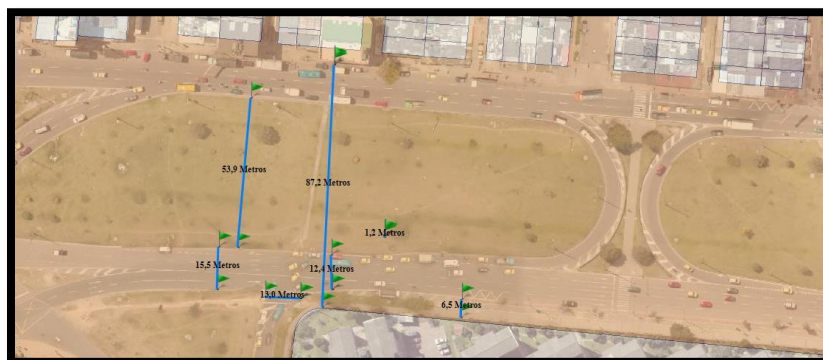 53,9 Metros
87,2 Metros
1,2 Metros
15,5 Metros
12,4 Metros
13,0 Metros
6,5 Metros